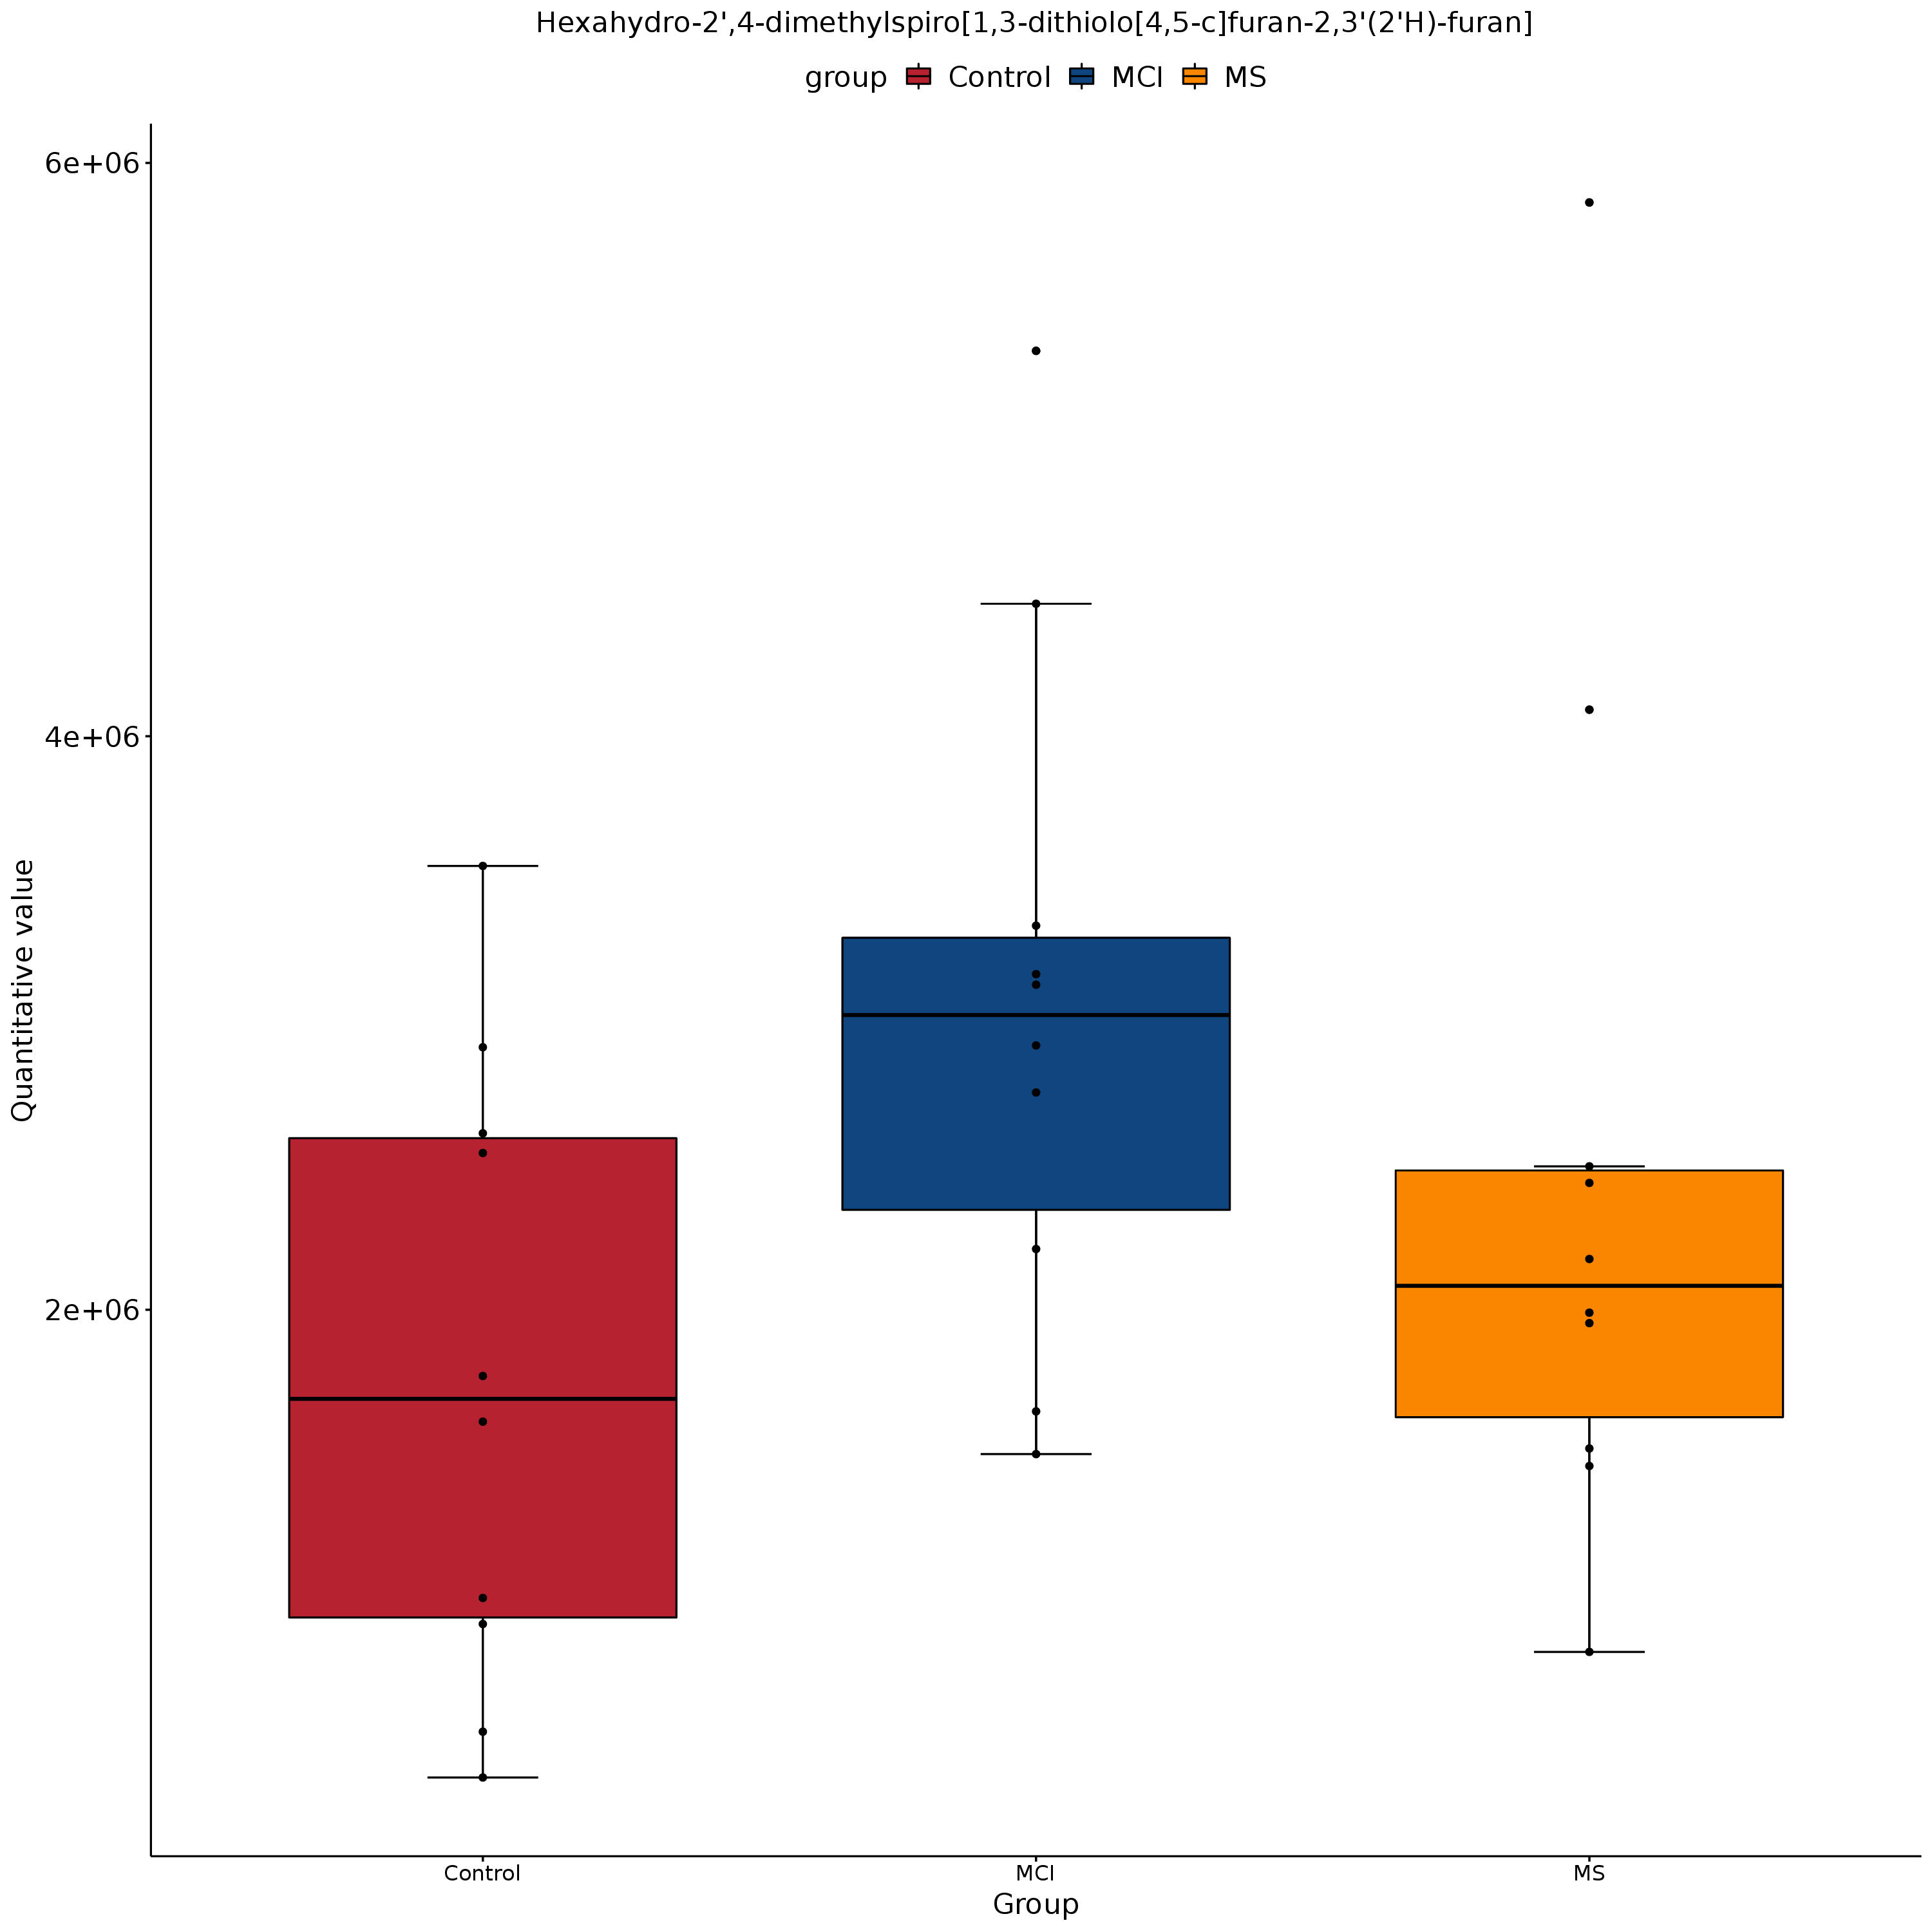 Hexahydro-2',4-dimethylspiro[1,3-dithiolo[4,5-c]furan-2,3'(2'H)-furan]
group Control MCI MS
6e+06
4e+06
2e+06
Quantitative value
Control MCI MS
Group